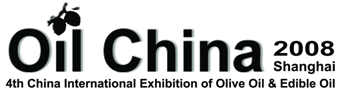 Oil China 2008
Shanghai
4th China International Exhibition of Olive Oil & Edible Oil